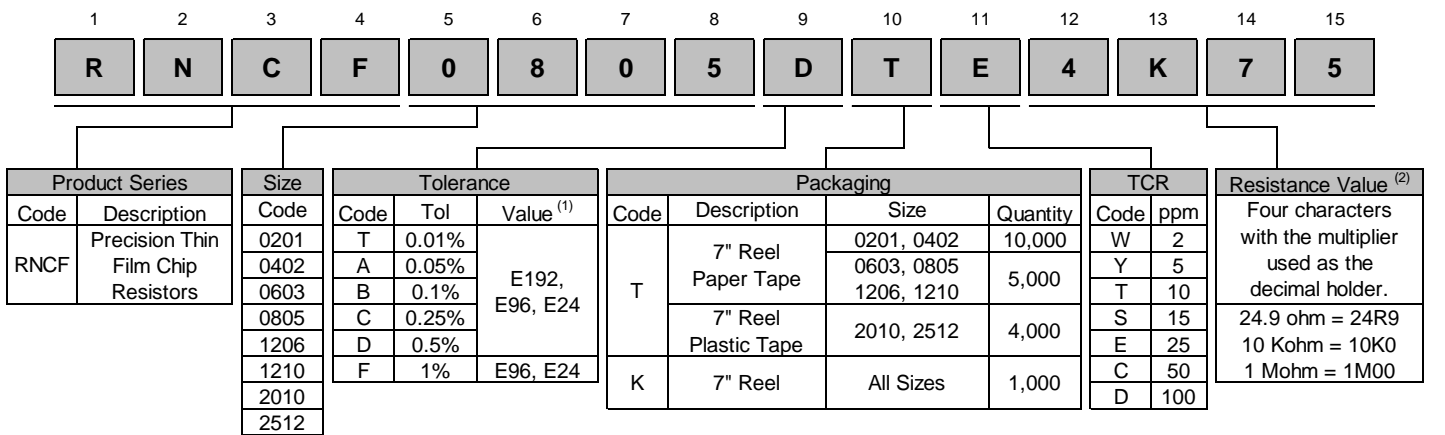 1 2 3 4 5 6 7 8 9 10 11 12 13 14 15
R N C F 0 8 0 5 D T E 4 K 7 5
Product Series
Code Description
RNCF Precision Thin
Film Chip
Resistors
Size
Code
0201
0402
0603
0805
1206
1210
2010
2512
Tolerance
Code Tol Value (1)
T 0.01%
A 0.05%
B 0.1%
C 0.25%
D 0.5%
E192,
E96, E24
F 1% E96, E24
Packaging
Code Description Size Quantity
T
7" Reel
Paper Tape
0201, 0402 10,000
0603, 0805
1206, 1210
5,000
7" Reel
Plastic Tape
2010, 2512 4,000
K 7" Reel All Sizes 1,000
TCR
Code ppm
W 2
Y 5
T 10
S 15
E 25
C 50
D 100
Resistance Value (2)
Four characters
with the multiplier
used as the
decimal holder.
24.9 ohm = 24R9
10 Kohm = 10K0
1 Mohm = 1M00